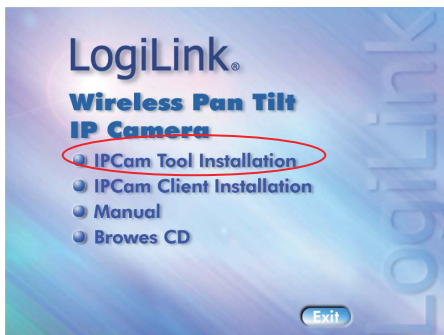 LogiLink®
Wireless Pan Tilt
IP Camera
IPCam Tool Installation
IPCam Client Installation
Manual
Browes CD
Exit
LogiLink